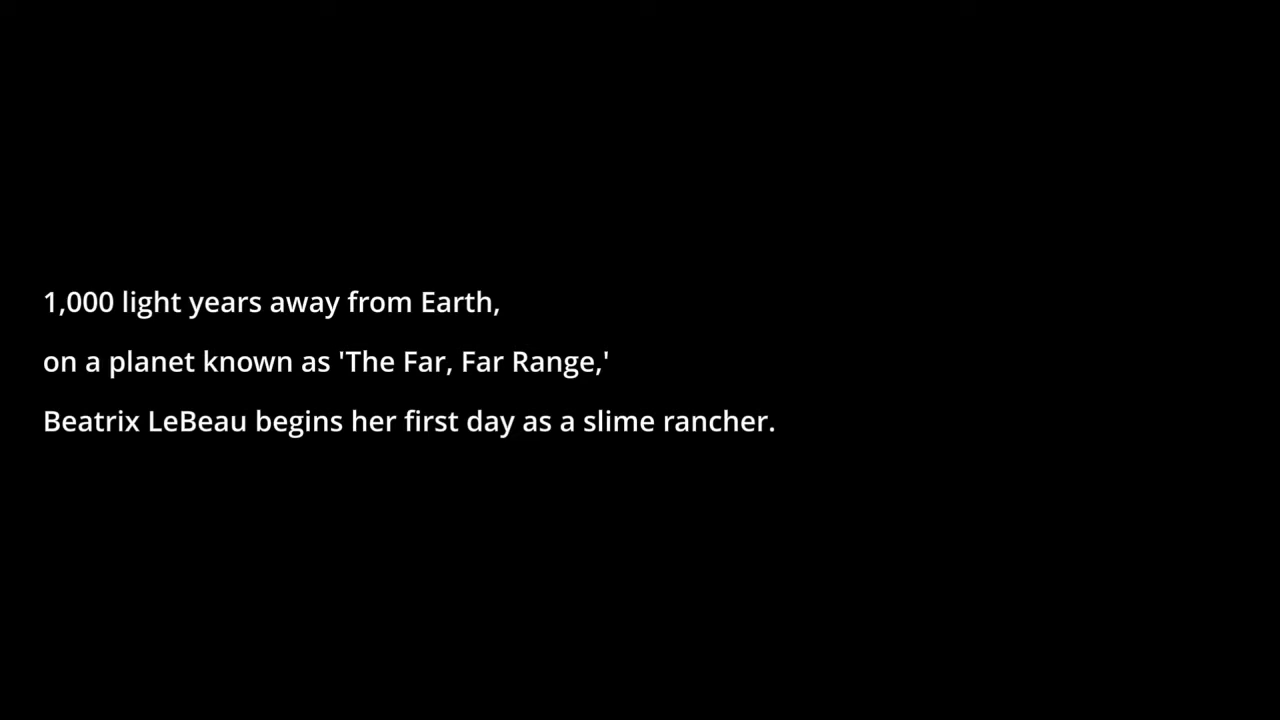 1,000 light years away from Earth,
on a planet known as 'The Far, Far Range,'
Beatrix LeBeau begins her first day as a slime rancher.